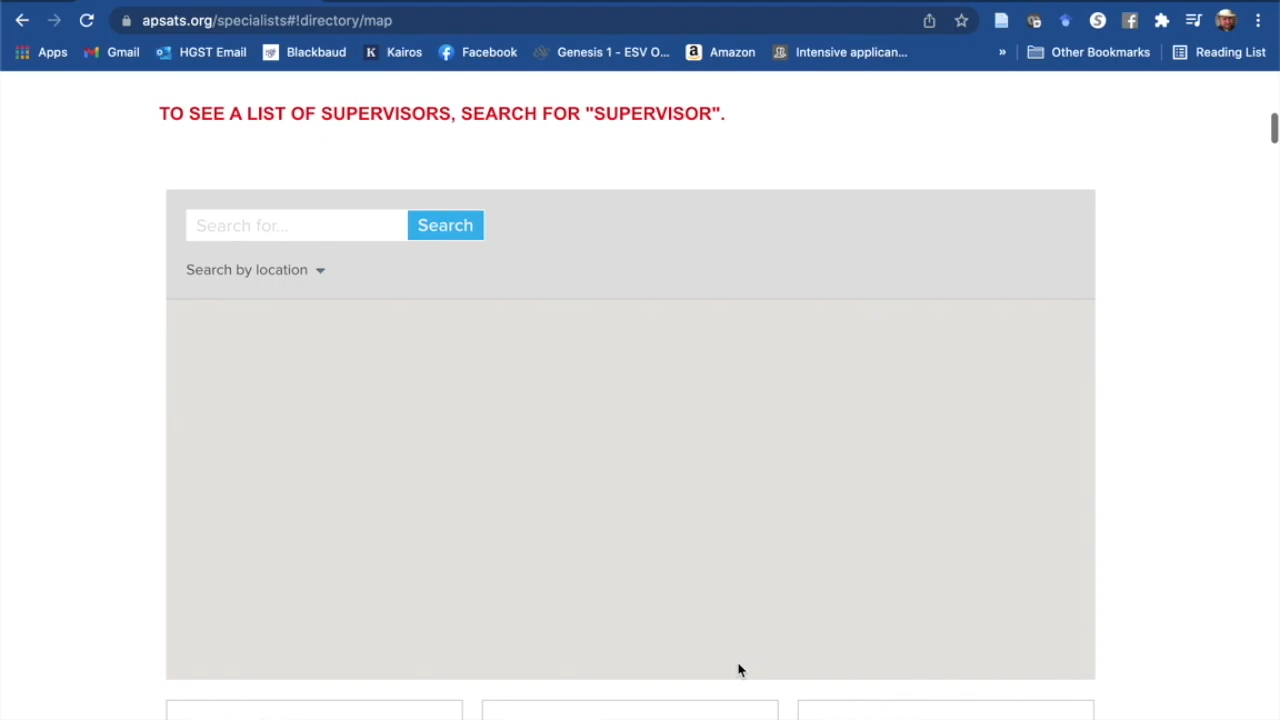 apsats.org/specialists#!directory/map
Apps Gmail HGST Email Blackbaud Kairos Facebook Genesis 1 - ESV O... Amazon Intensive applican... » Other Bookmarks Reading List
TO SEE A LIST OF SUPERVISORS, SEARCH FOR "SUPERVISOR".
Search for... Search
Search by location